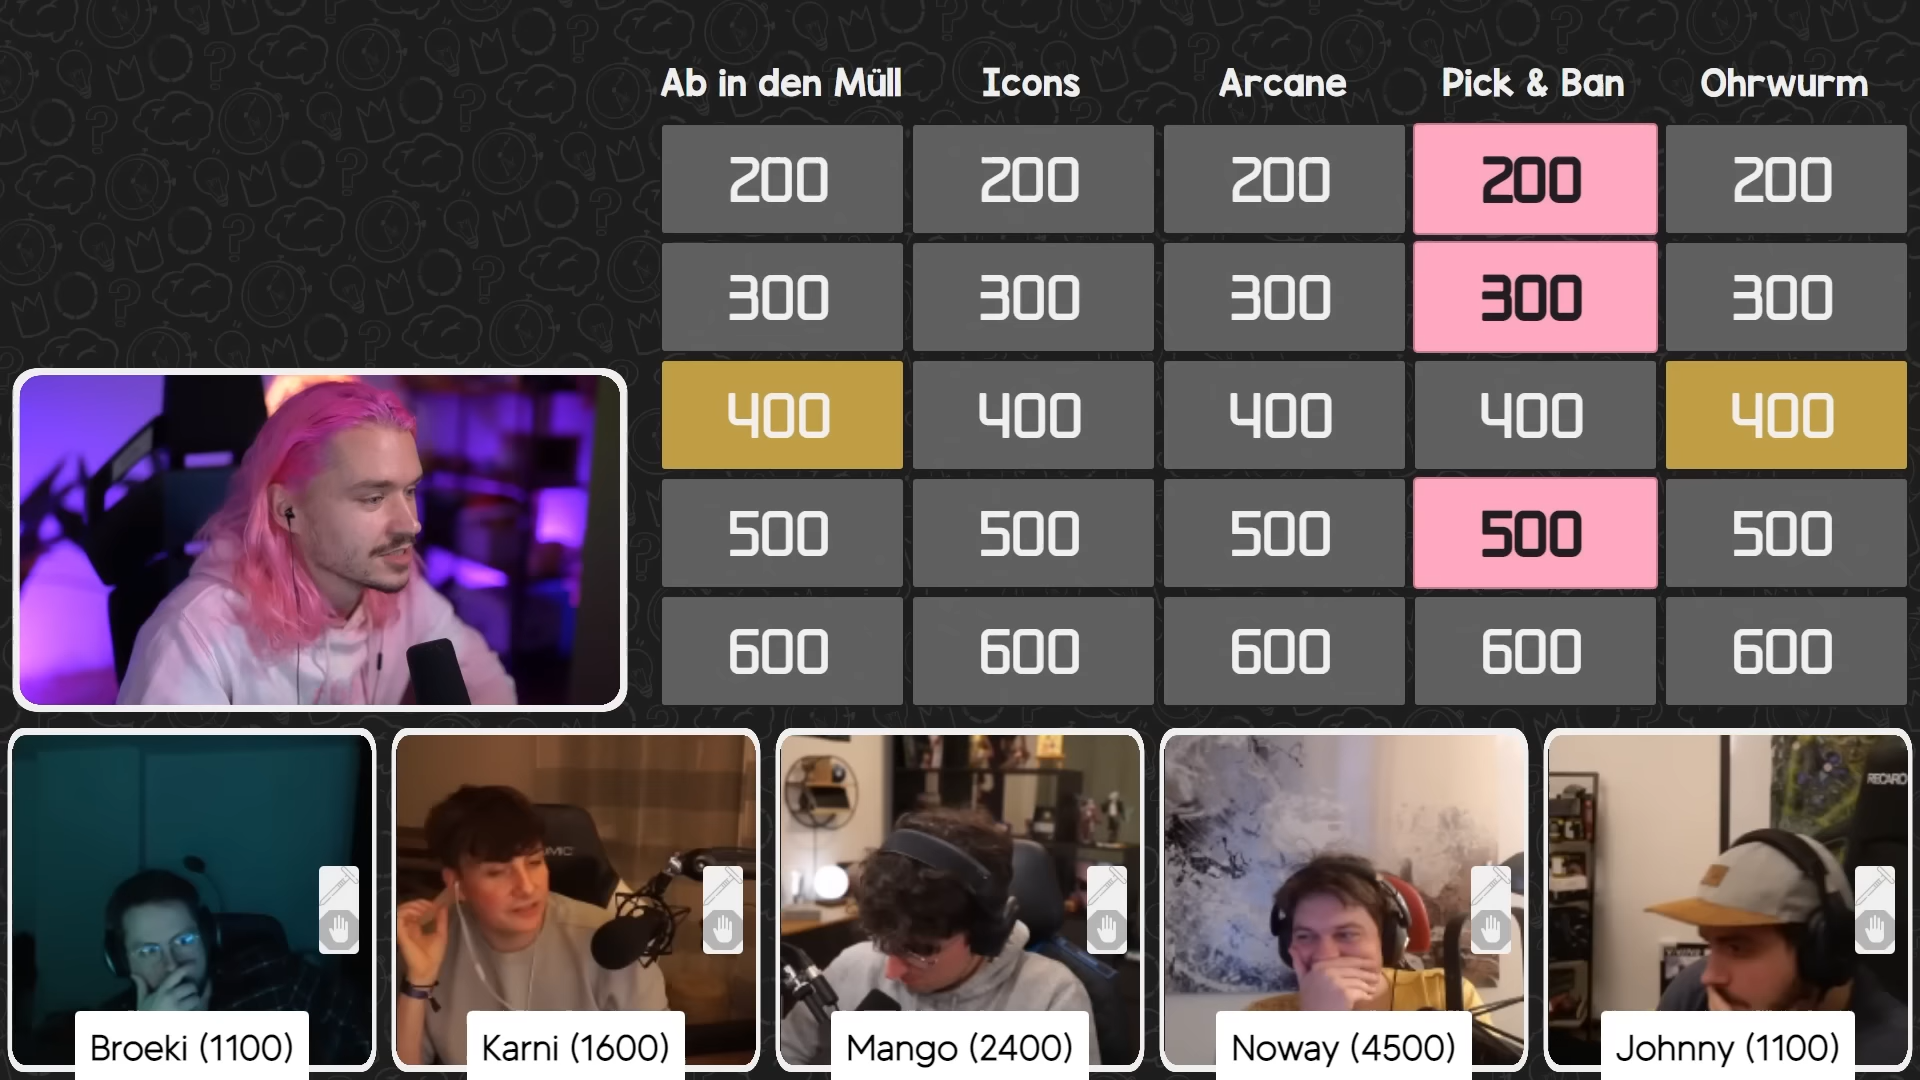 Ab in den Müll Icons Arcane Pick & Ban Ohrwurm
200 200 200 200 200
300 300 300 300 300
400 400 400 400 400
500 500 500 500 500
600 600 600 600 600
RECARO
Broeki (1100) Karni (1600) Mango (2400) Noway (4500) Johnny (1100)